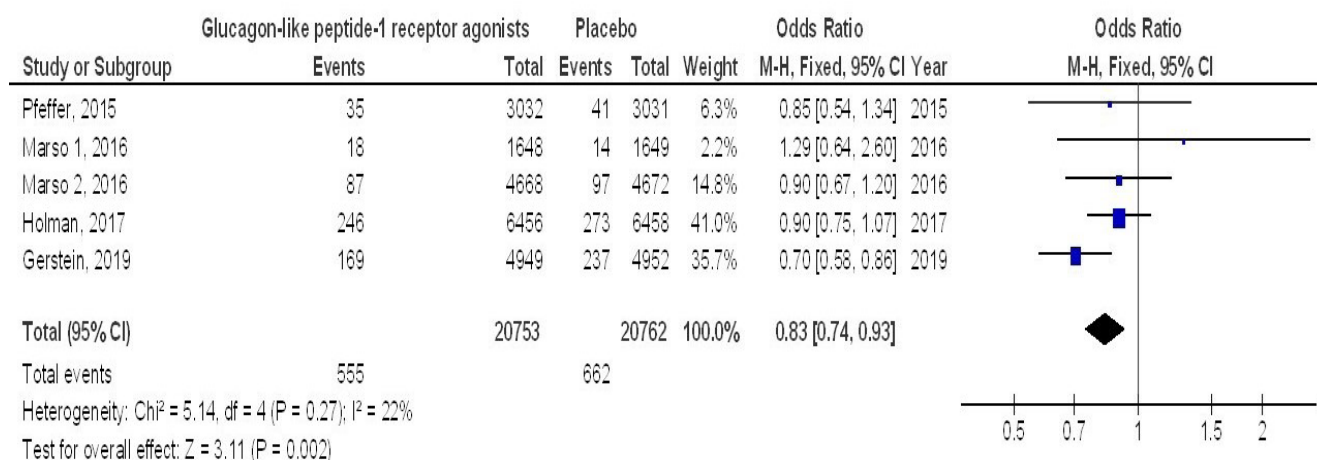 Glucagon-like peptide-1 receptor agonists Placebo Odds Ratio Odds Ratio
Study or Subgroup Events Total Events Total Weight M-H, Fixed, 95% CI Year M-H, Fixed, 95% CI
Pfeffer, 2015 35 3032 41 3031 6.3% 0.85 [0.54, 1.34] 2015
Marso 1, 2016 18 1648 14 1649 2.2% 1.29 [0.64, 2.60] 2016
Marso 2, 2016 87 4668 97 4672 14.8% 0.90 [0.67, 1.20] 2016
Holman, 2017 246 6456 273 6458 41.0% 0.90 [0.75, 1.07] 2017
Gerstein, 2019 169 4949 237 4952 35.7% 0.70 [0.58, 0.86] 2019
Total (95% CI) 20753 20762 100.0% 0.83 [0.74, 0.93]
Total events 555 662
Heterogeneity: Chi² = 5.14, df = 4 (P = 0.27); I² = 22%
Test for overall effect: Z = 3.11 (P = 0.002)
0.5 0.7 1 1.5 2